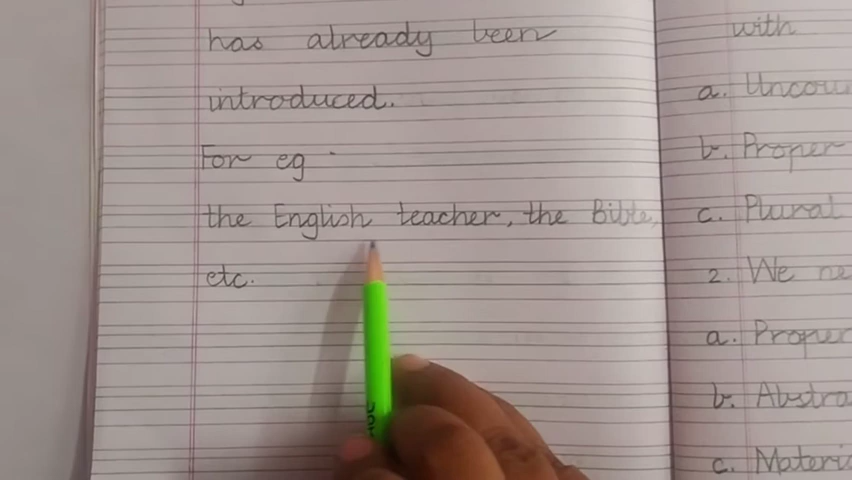 has already been
introduced.
For eg -
the English teacher, the Bible,
etc.
with
a.
b. Proper
c. Plural
2. We
a. Proper
b.
c.